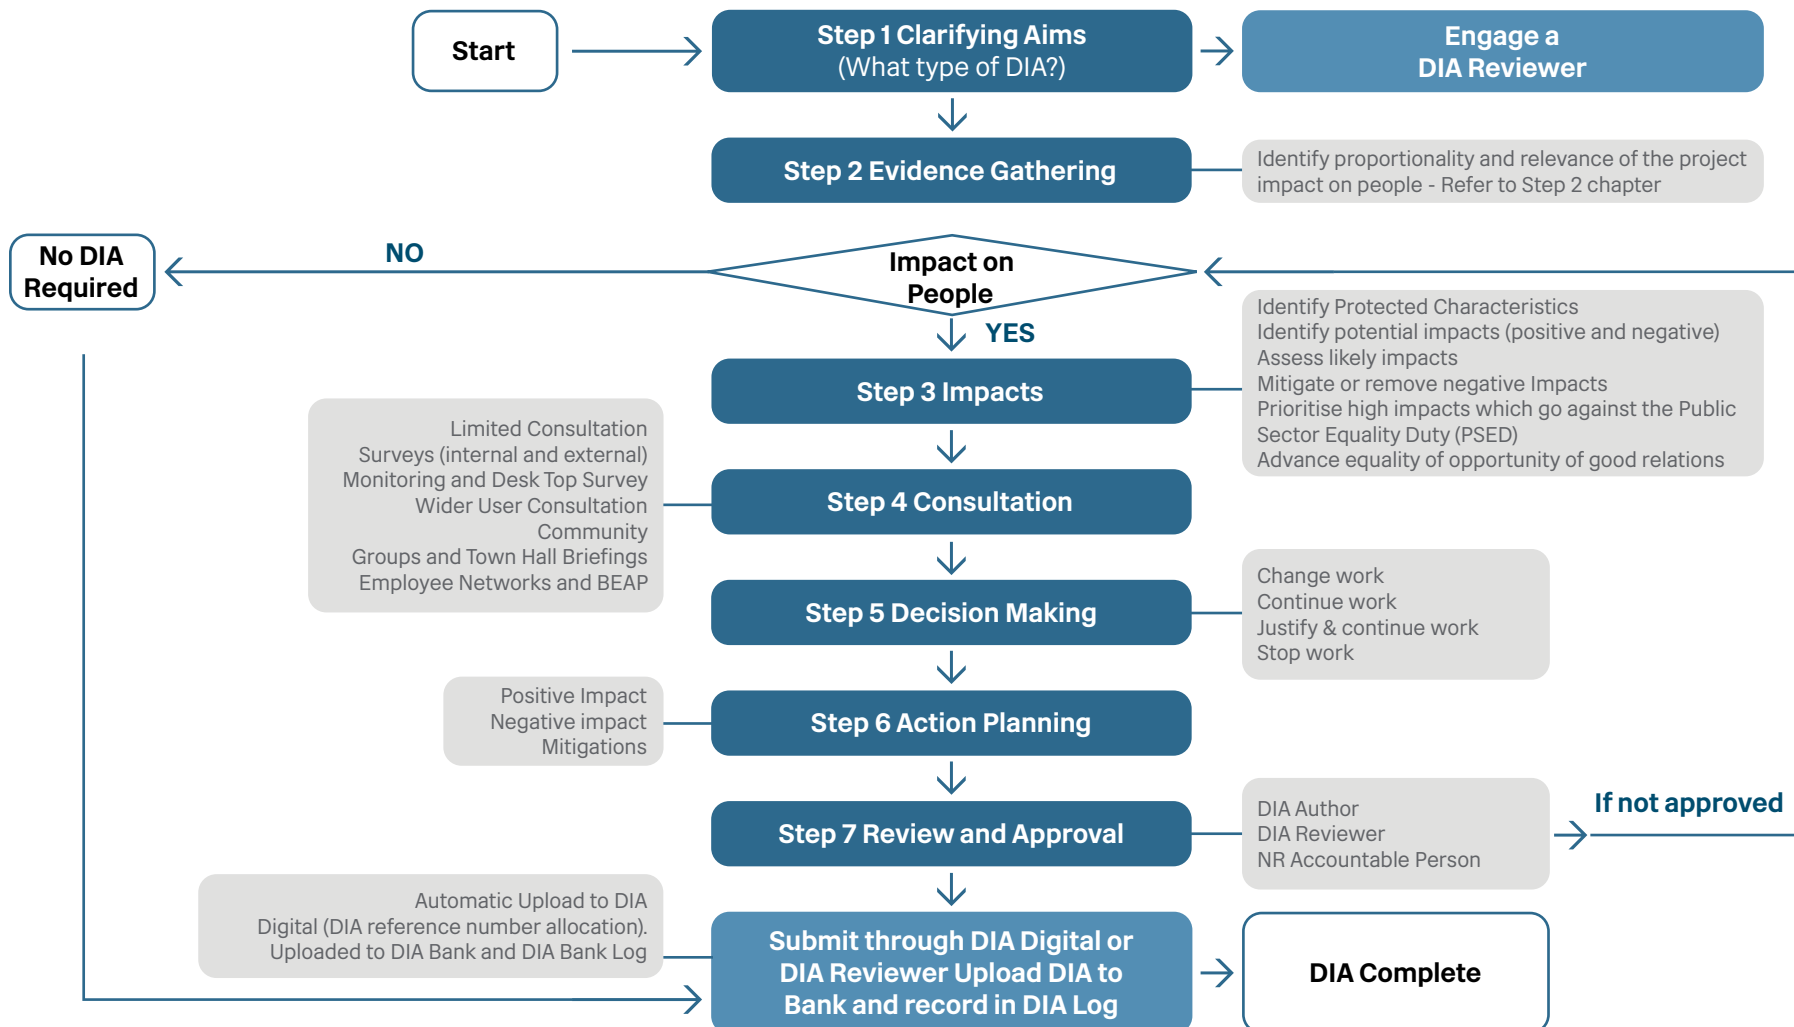 Start
Step 1 Clarifying Aims
(What type of DIA?)
Engage a
DIA Reviewer
Step 2 Evidence Gathering
Identify proportionality and relevance of the project
impact on people - Refer to Step 2 chapter
No DIA
Required
NO
Impact on
People
YES
Identify Protected Characteristics
Identify potential impacts (positive and negative)
Assess likely impacts
Mitigate or remove negative Impacts
Prioritise high impacts which go against the Public
Sector Equality Duty (PSED)
Advance equality of opportunity of good relations
Step 3 Impacts
Limited Consultation
Surveys (internal and external)
Monitoring and Desk Top Survey
Wider User Consultation
Community
Groups and Town Hall Briefings
Employee Networks and BEAP
Step 4 Consultation
Step 5 Decision Making
Change work
Continue work
Justify & continue work
Stop work
Positive Impact
Negative impact
Mitigations
Step 6 Action Planning
Step 7 Review and Approval
DIA Author
DIA Reviewer
NR Accountable Person
If not approved
Automatic Upload to DIA
Digital (DIA reference number allocation).
Uploaded to DIA Bank and DIA Bank Log
Submit through DIA Digital or
DIA Reviewer Upload DIA to
Bank and record in DIA Log
DIA Complete